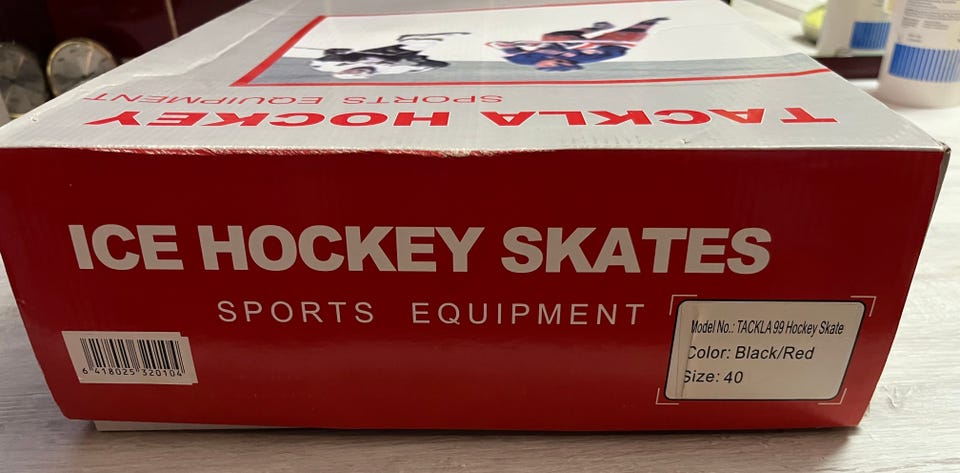 TACKLA HOCKEY
SPORTS EQUIPMENT
ICE HOCKEY SKATES
SPORTS EQUIPMENT
6 418025 320104
Model No.: TACKLA 99 Hockey Skate
Color: Black/Red
Size: 40